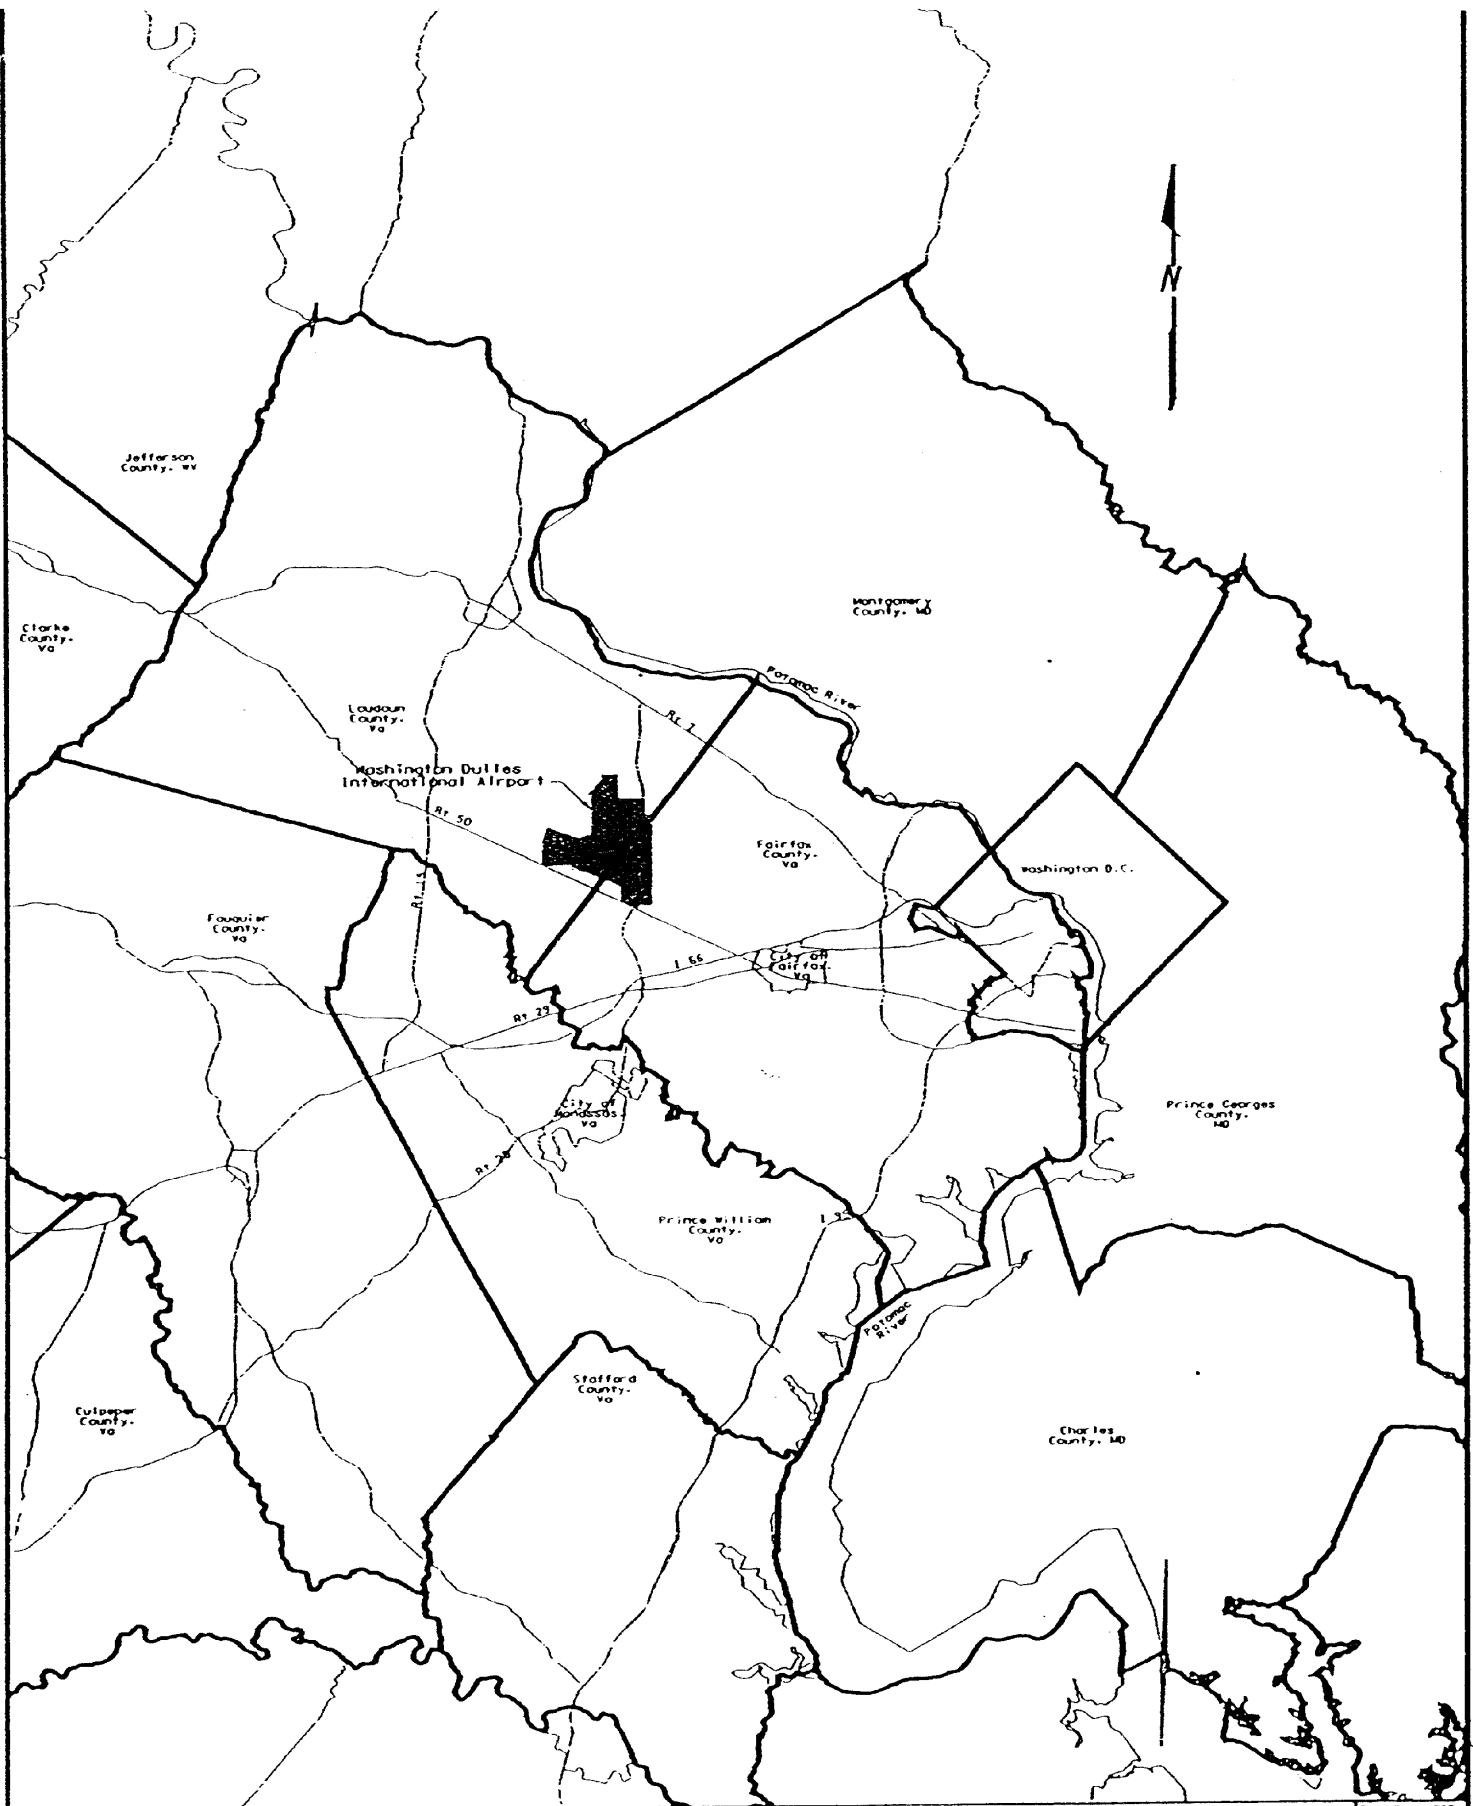 N
Jefferson
County, WV
Montgomery
County, MD
Clarke
County,
Va
Potomac River
Loudoun
County,
Va
Rt 7
Washington Dulles
International Airport
Rt 50
Fairfax
County,
Va
Washington D.C.
Rt 15
Fauquier
County,
Va
I 66
City of
Fairfax,
Va
Rt 29
City of
Manassas,
Va
Prince Georges
County,
MD
Rt 28
Prince William
County,
Va
I 95
Potomac
River
Stafford
County,
Va
Culpeper
County,
Va
Charles
County, MD